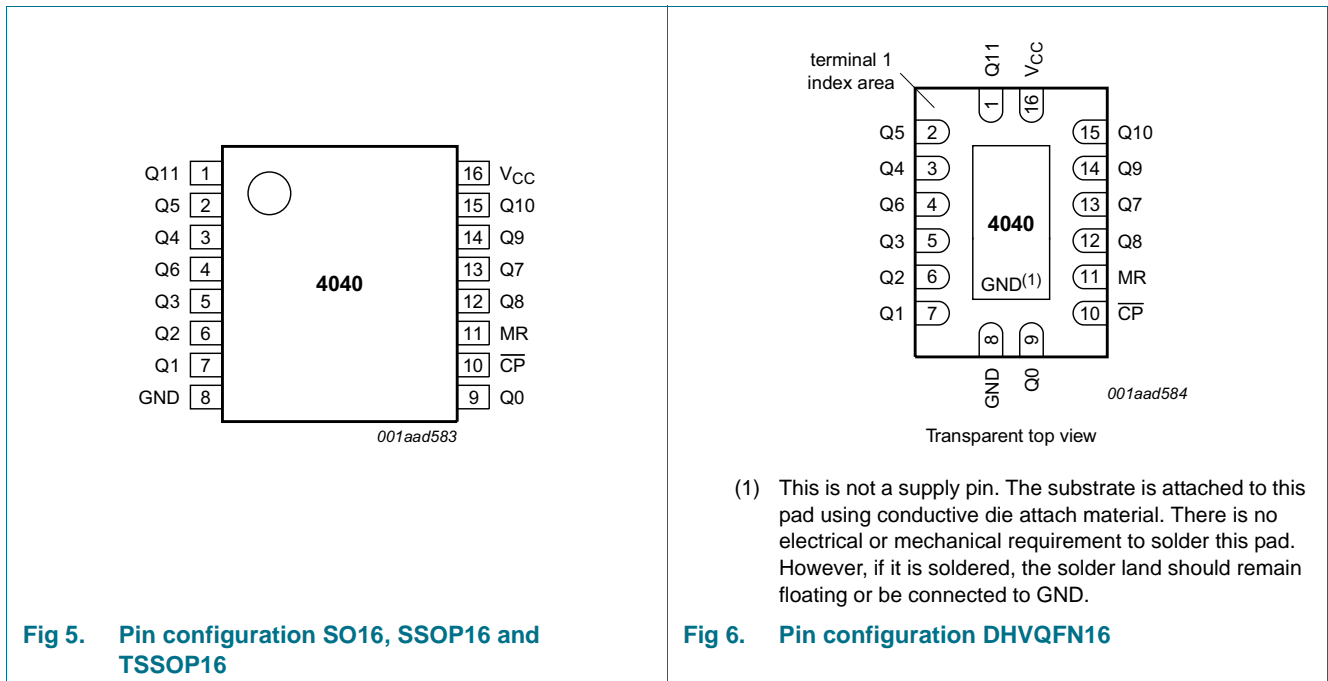 Q11 1 16 VCC
Q5 2 15 Q10
Q4 3 14 Q9
Q6 4 13 Q7
4040
Q3 5 12 Q8
Q2 6 11 MR
Q1 7 10 C̅P̅
GND 8 9 Q0
001aad583
Fig 5. Pin configuration SO16, SSOP16 and
TSSOP16
terminal 1
index area
Q11 VCC
1 16
Q5 2 15 Q10
Q4 3 14 Q9
Q6 4 13 Q7
4040
Q3 5 12 Q8
Q2 6 11 MR
GND(1)
Q1 7 10 C̅P̅
8 9
GND Q0
001aad584
Transparent top view
(1) This is not a supply pin. The substrate is attached to this
pad using conductive die attach material. There is no
electrical or mechanical requirement to solder this pad.
However, if it is soldered, the solder land should remain
floating or be connected to GND.
Fig 6. Pin configuration DHVQFN16